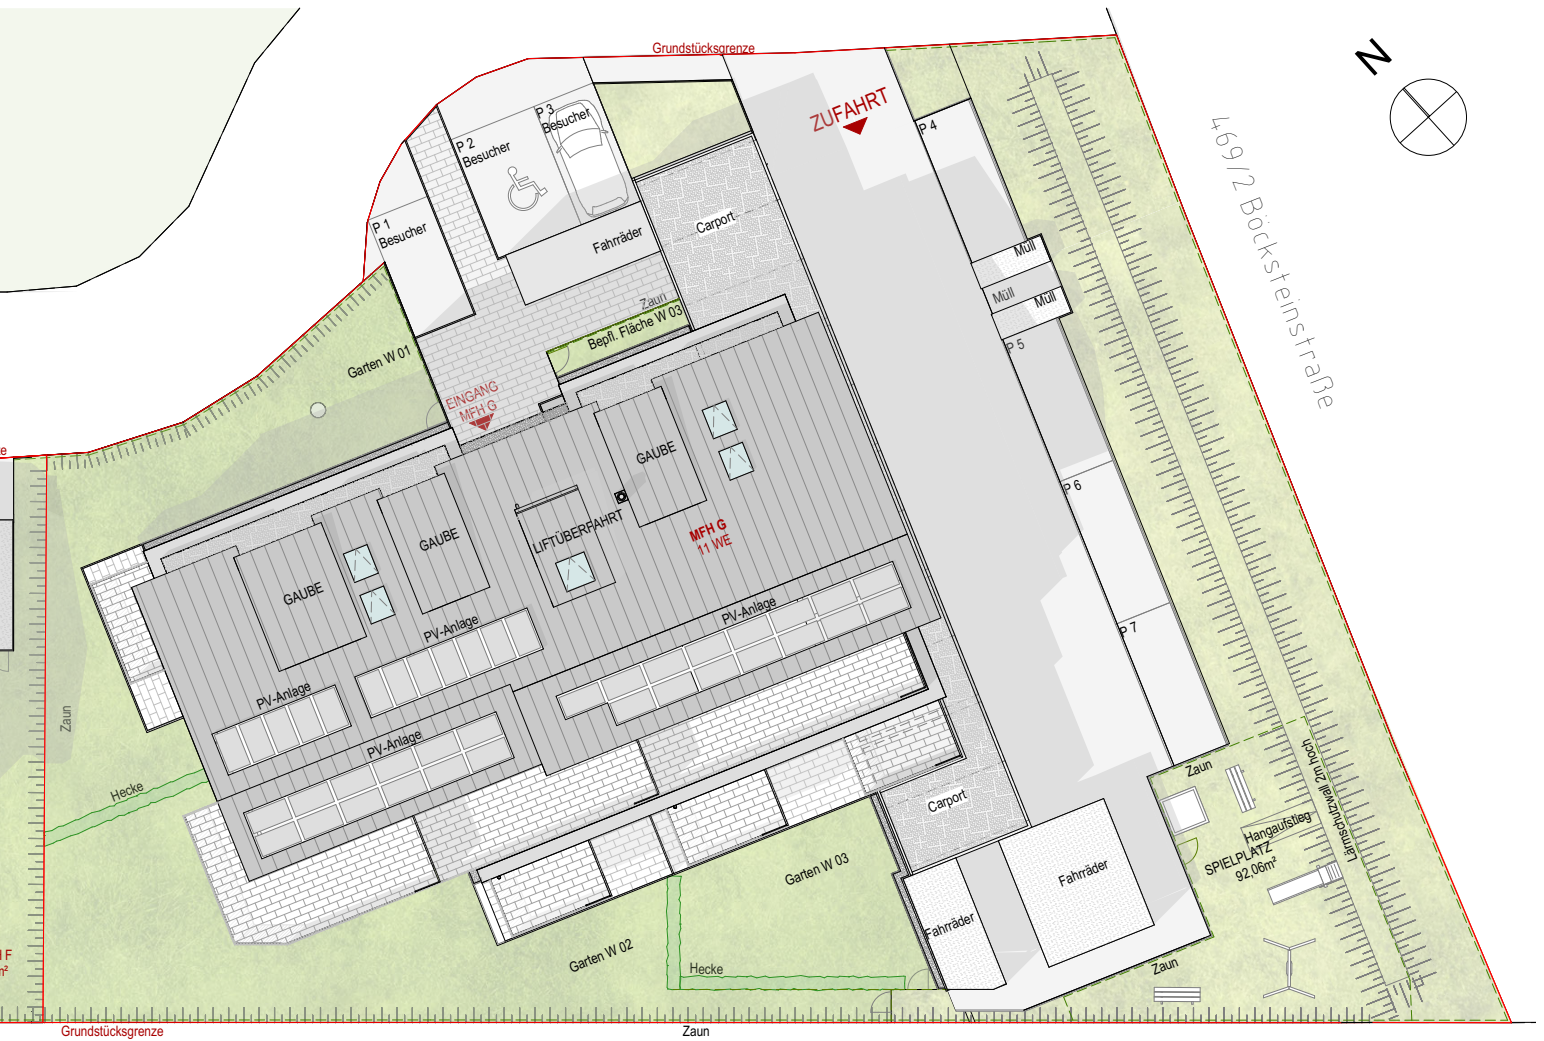 Grundstücksgrenze
N
ZUFAHRT
P 3
Besucher
P 2
Besucher
P 4
469/2 Böcksteinstraße
P 1
Besucher
Carport
Fahrräder
Müll
Müll
Müll
Zaun
Bepfl. Fläche W 03
P 5
Garten W 01
EINGANG
MFH G
GAUBE
GAUBE
GAUBE
LIFTÜBERFAHRT
MFH G
11 WE
P 6
P 7
PV-Anlage
PV-Anlage
PV-Anlage
PV-Anlage
Zaun
Hecke
Zaun
Carport
Lärmschutzwall 2m hoch
Hangaufstieg
SPIELPLATZ
92,06m²
Garten W 03
Fahrräder
Fahrräder
Garten W 02
Hecke
Zaun
F
m²
Grundstücksgrenze
Zaun